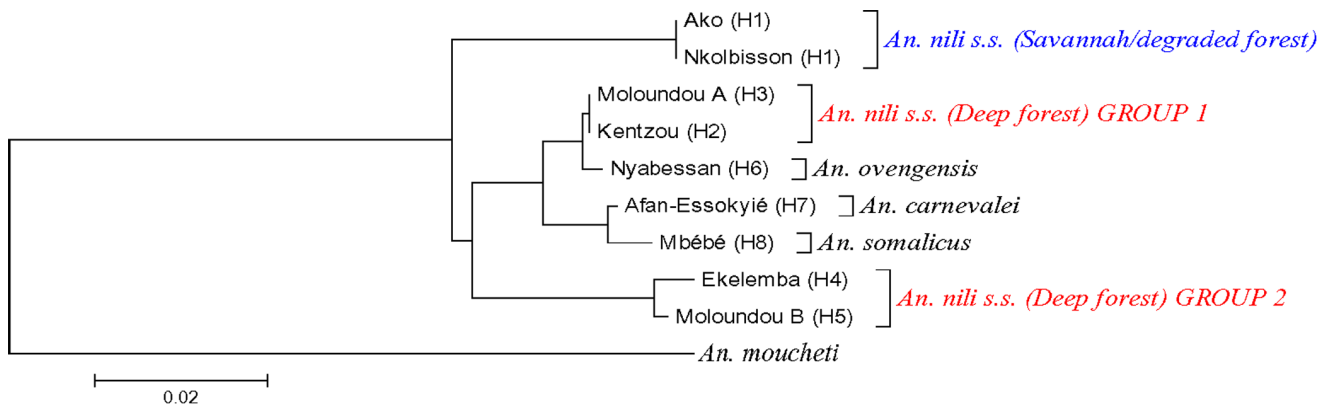 Ako (H1)
Nkolbisson (H1)
An. nili s.s. (Savannah/degraded forest)
Moloundou A (H3)
Kentzou (H2)
An. nili s.s. (Deep forest) GROUP 1
Nyabessan (H6)
An. ovengensis
Afan-Essokyié (H7)
An. carnevalei
Mbébé (H8)
An. somalicus
Ekelemba (H4)
Moloundou B (H5)
An. nili s.s. (Deep forest) GROUP 2
An. moucheti
0.02